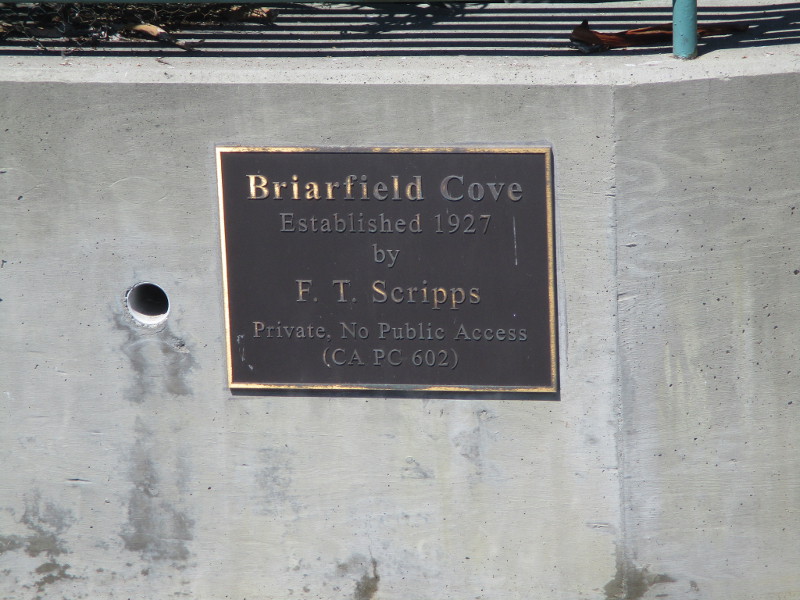 Briarfield Cove
Established 1927
by
F. T. Scripps
Private, No Public Access
(CA PC 602)